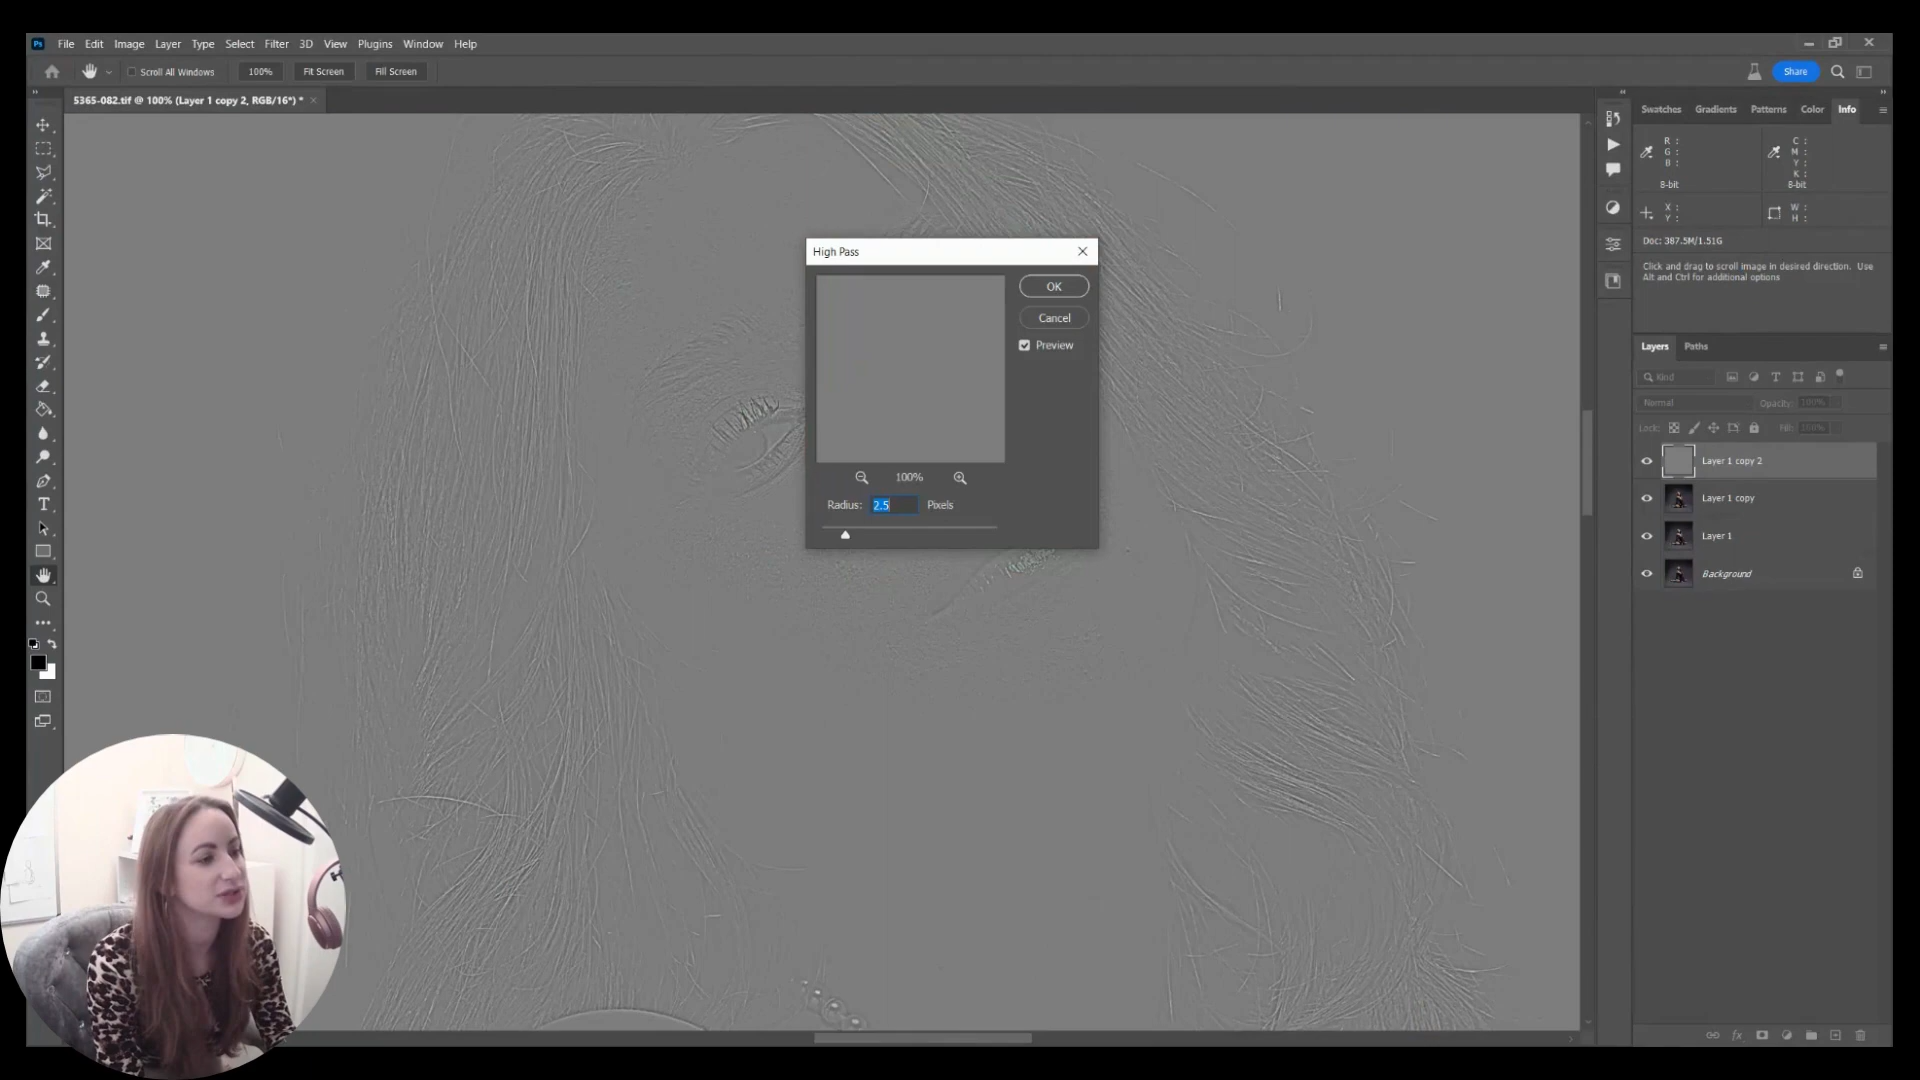 Ps File Edit Image Layer Type Select Filter 3D View Plugins Window Help
Scroll All Windows 100% Fit Screen Fill Screen Share
5365-082.tif @ 100% (Layer 1 copy 2, RGB/16*) *
Swatches Gradients Patterns Color Info
R : C :
G : M :
B : Y :
K :
8-bit 8-bit
X : W :
Y : H :
Doc: 387.5M/1.51G
Click and drag to scroll image in desired direction. Use
Alt and Ctrl for additional options
High Pass
OK
Cancel
Preview
100%
Radius: 2.5 Pixels
Layers Paths
Kind
Normal Opacity: 100%
Lock: Fill: 100%
Layer 1 copy 2
Layer 1 copy
Layer 1
Background